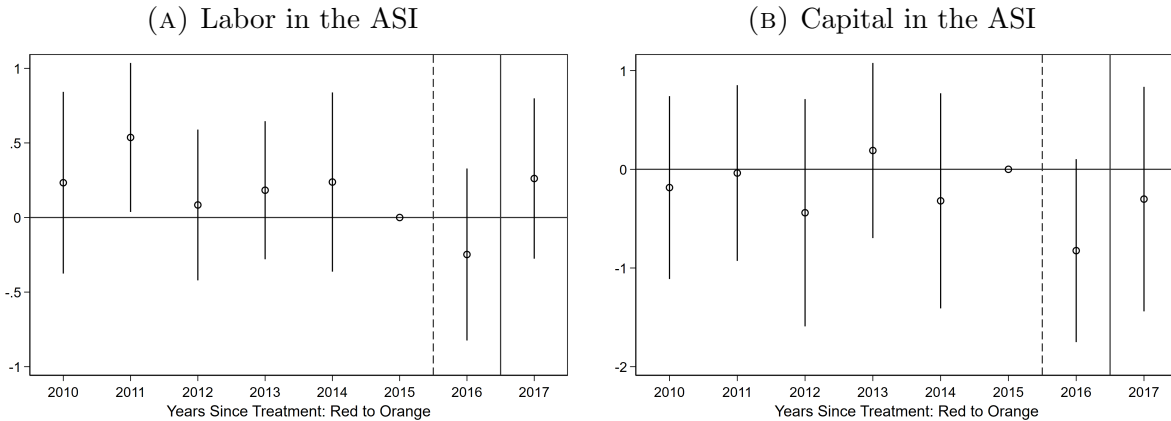 (A) Labor in the ASI
1
.5
0
-.5
-1
2010 2011 2012 2013 2014 2015 2016 2017
Years Since Treatment: Red to Orange
(B) Capital in the ASI
1
0
-1
-2
2010 2011 2012 2013 2014 2015 2016 2017
Years Since Treatment: Red to Orange